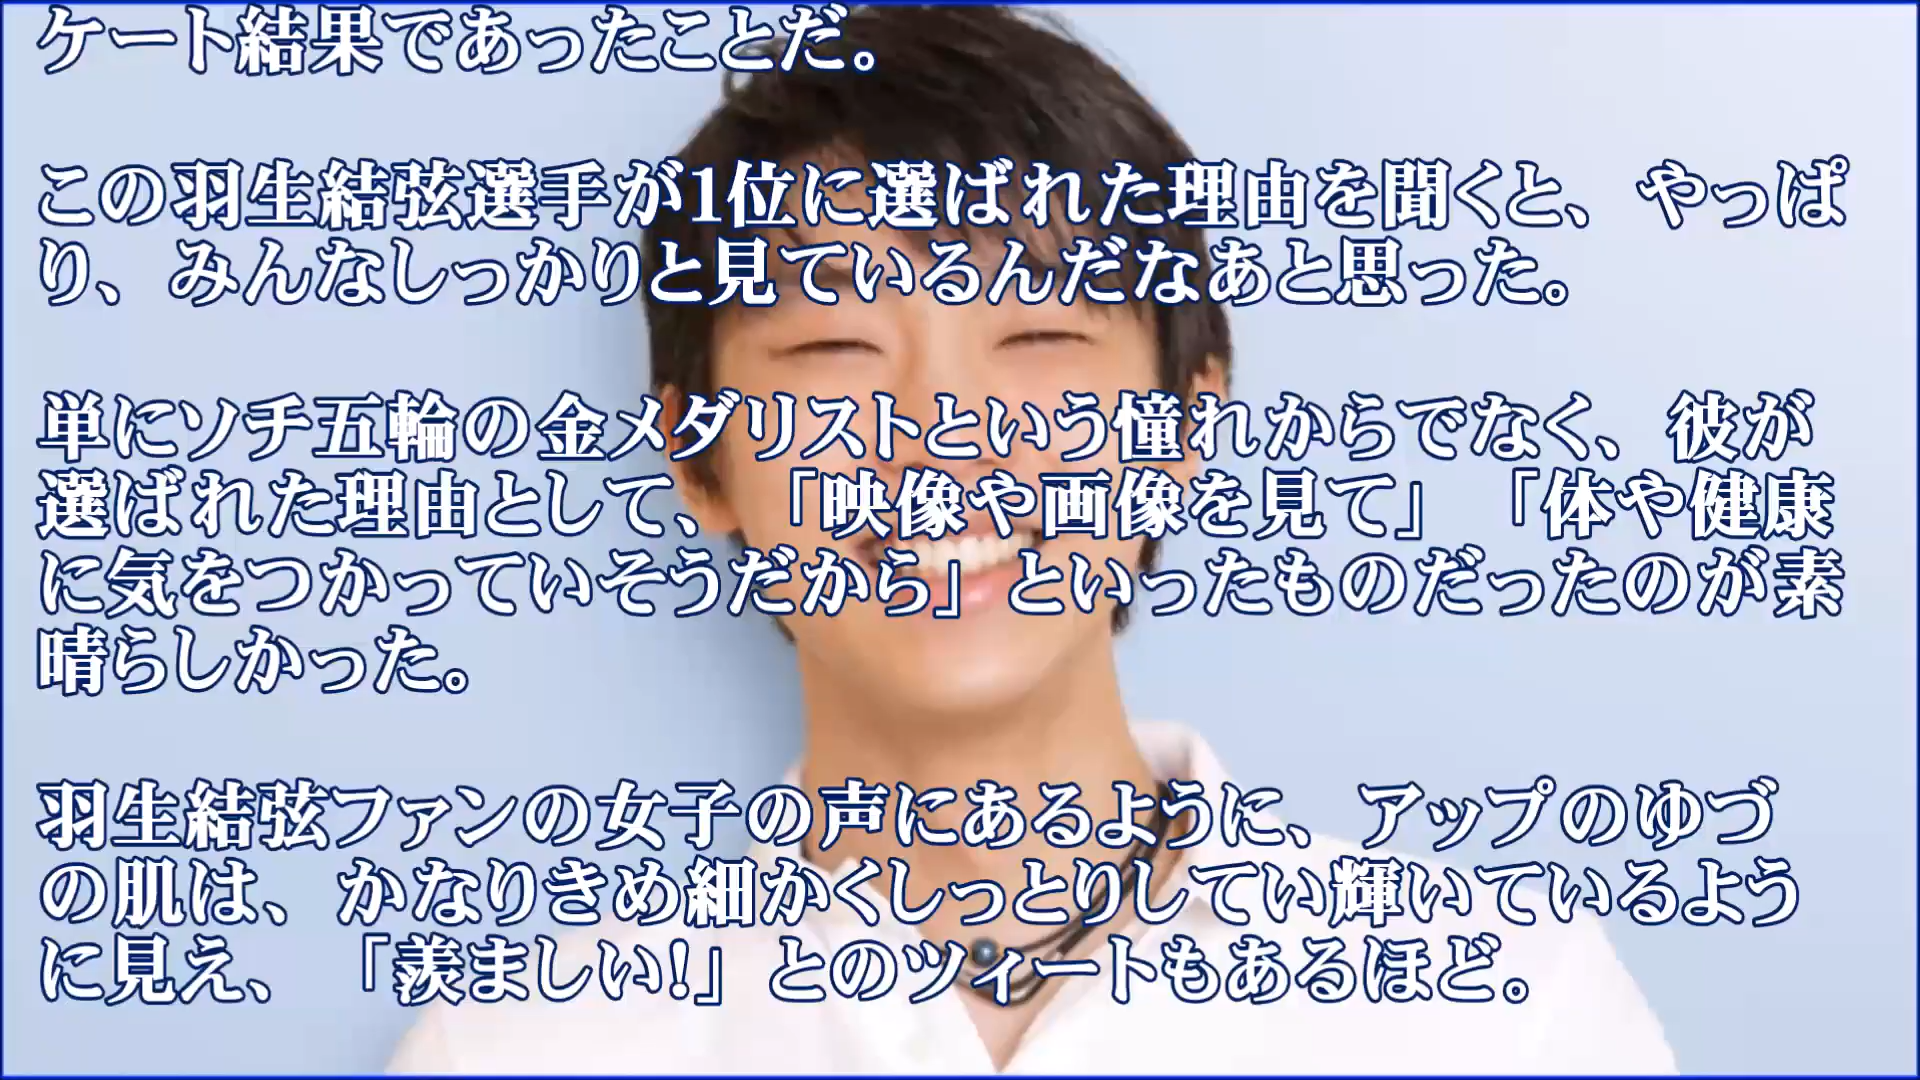 ケート結果であったことだ。
この羽生結弦選手が1位に選ばれた理由を聞くと、やっぱ
り、みんなしっかりと見ているんだなあと思った。
単にソチ五輪の金メダリストという憧れからでなく、彼が
選ばれた理由として、「映像や画像を見て」「体や健康
に気をつかっていそうだから」といったものだったのが素
晴らしかった。
羽生結弦ファンの女子の声にあるように、アップのゆづ
の肌は、かなりきめ細かくしっとりしてい輝いているよう
に見え、「羨ましい!」とのツィートもあるほど。